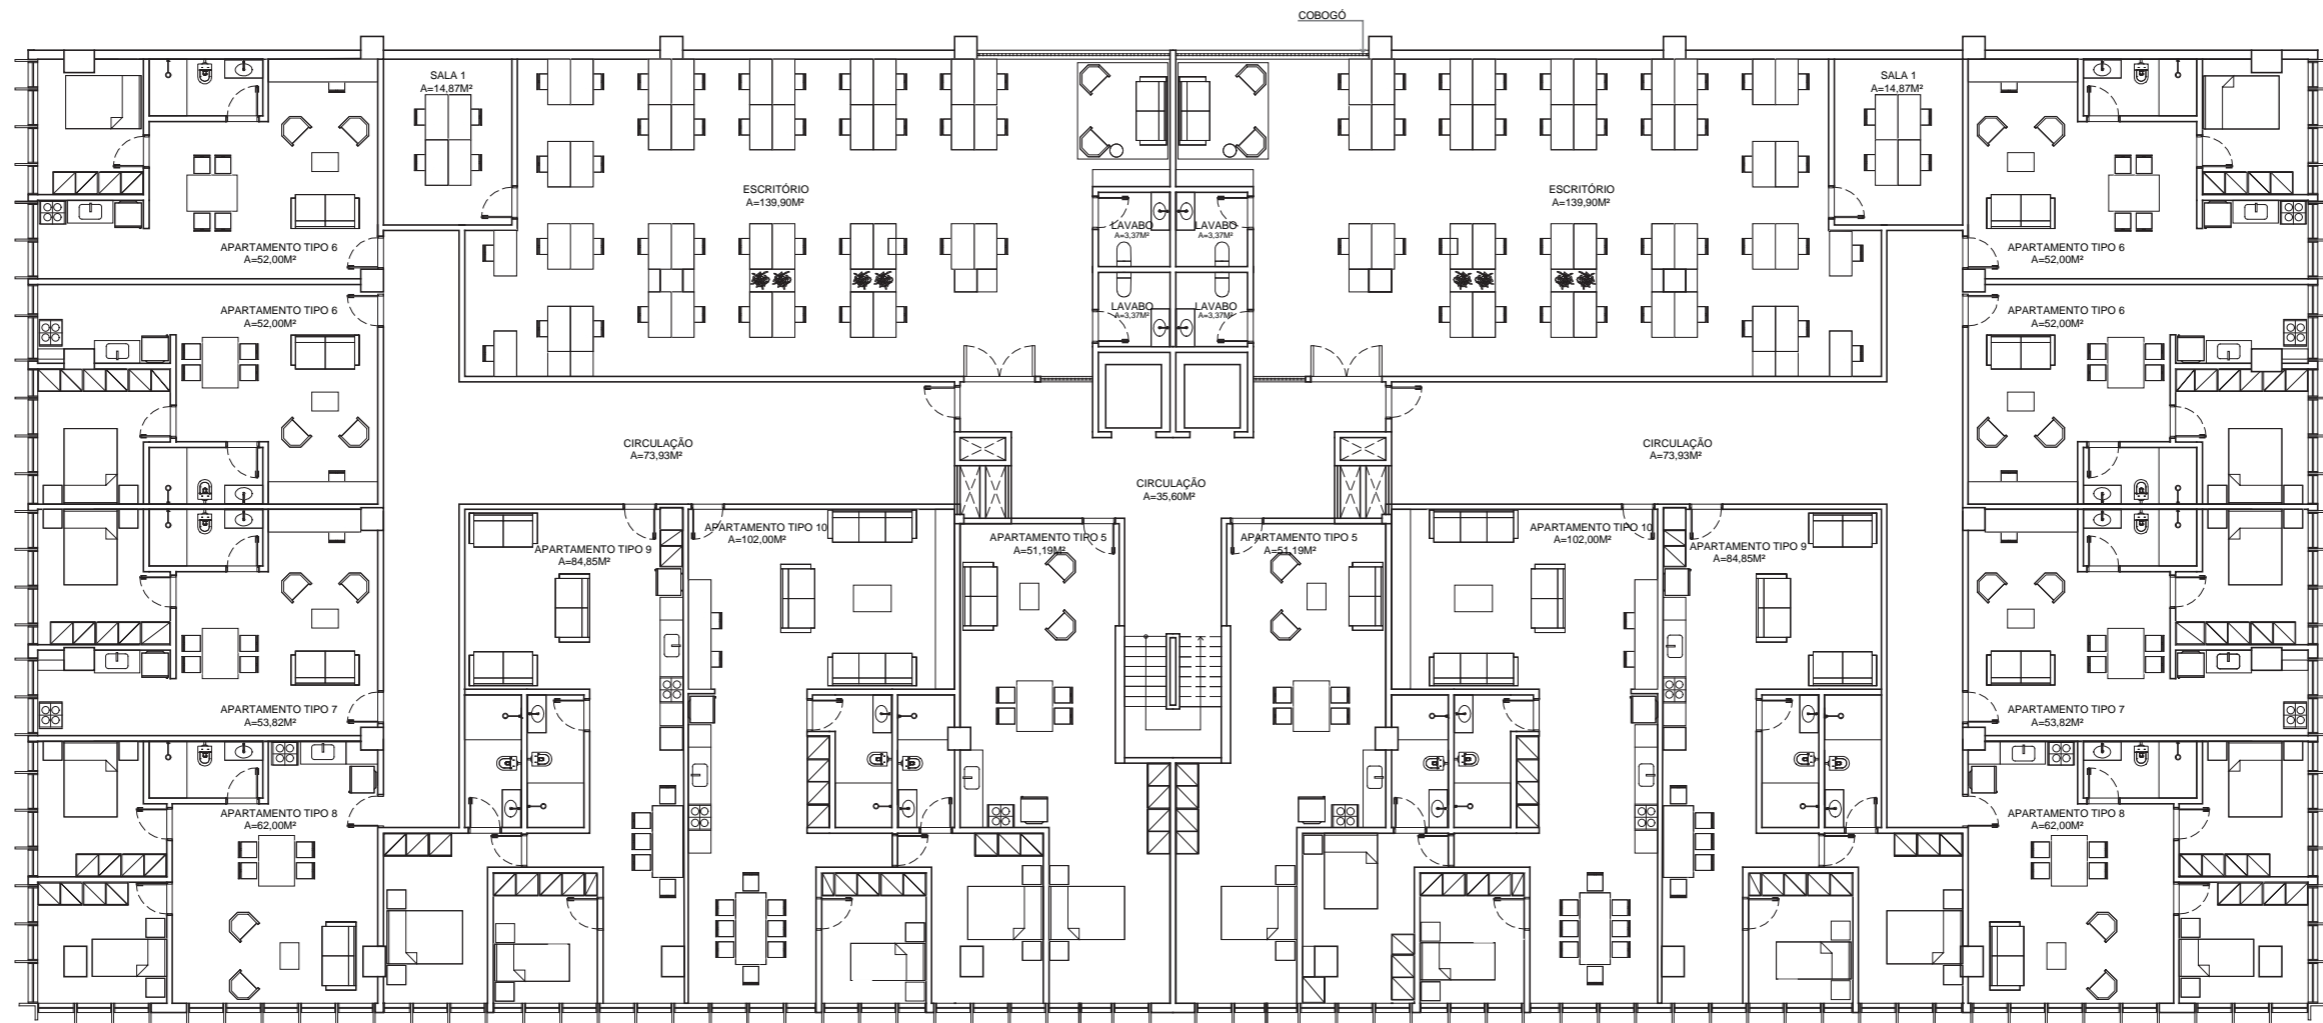 COBOGÓ
SALA 1
A=14,87M²
SALA 1
A=14,87M²
ESCRITÓRIO
A=139,90M²
ESCRITÓRIO
A=139,90M²
LAVABO
A=3,37M²
LAVABO
A=3,37M²
APARTAMENTO TIPO 6
A=52,00M²
APARTAMENTO TIPO 6
A=52,00M²
APARTAMENTO TIPO 6
A=52,00M²
LAVABO
A=3,37M²
LAVABO
A=3,37M²
APARTAMENTO TIPO 6
A=52,00M²
CIRCULAÇÃO
A=73,93M²
CIRCULAÇÃO
A=73,93M²
CIRCULAÇÃO
A=35,60M²
APARTAMENTO TIPO 9
A=84,85M²
APARTAMENTO TIPO 10
A=102,00M²
APARTAMENTO TIPO 5
A=51,19M²
APARTAMENTO TIPO 5
A=51,19M²
APARTAMENTO TIPO 10
A=102,00M²
APARTAMENTO TIPO 9
A=84,85M²
APARTAMENTO TIPO 7
A=53,82M²
APARTAMENTO TIPO 7
A=53,82M²
APARTAMENTO TIPO 8
A=62,00M²
APARTAMENTO TIPO 8
A=62,00M²